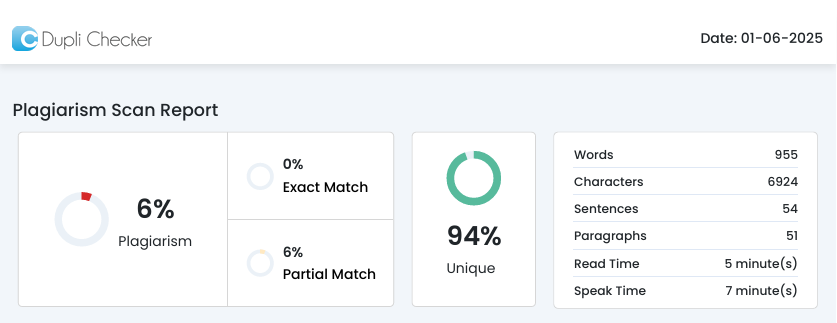 Dupli Checker
Date: 01-06-2025
Plagiarism Scan Report
6%
Plagiarism
0%
Exact Match
6%
Partial Match
94%
Unique
Words 955
Characters 6924
Sentences 54
Paragraphs 51
Read Time 5 minute(s)
Speak Time 7 minute(s)